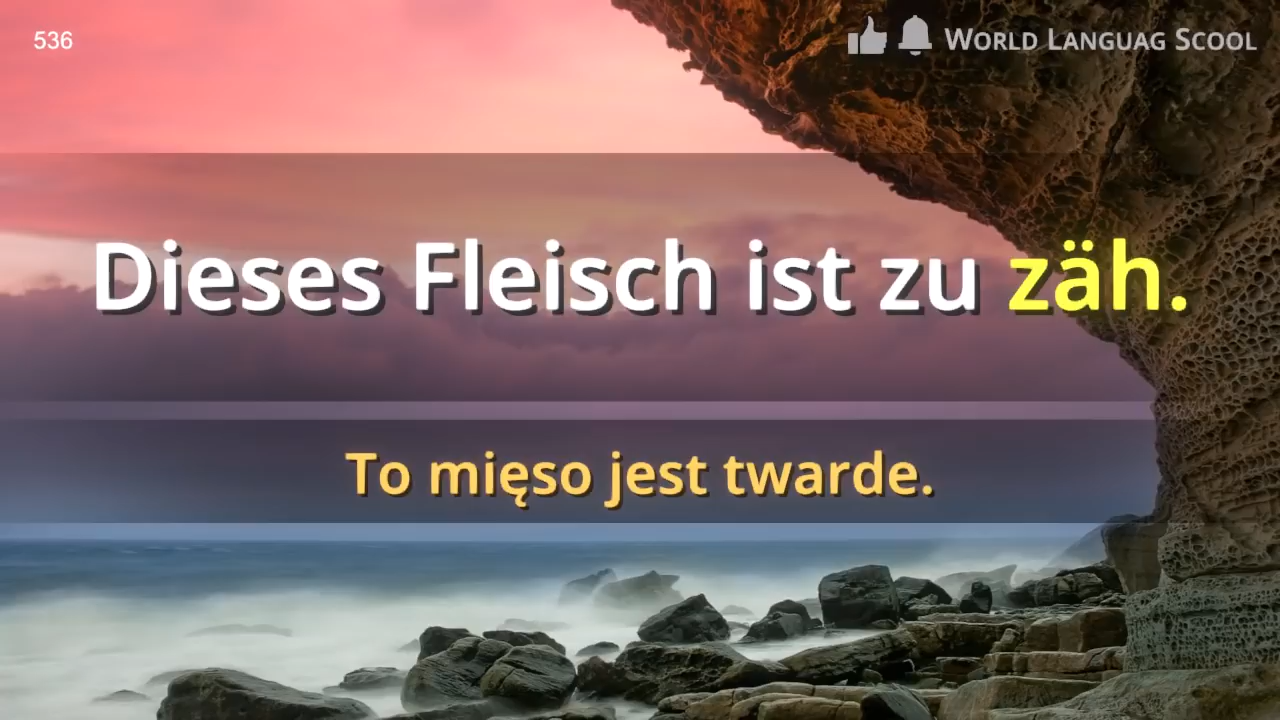 536
WORLD LANGUAG SCOOL
Dieses Fleisch ist zu zäh.
To mięso jest twarde.